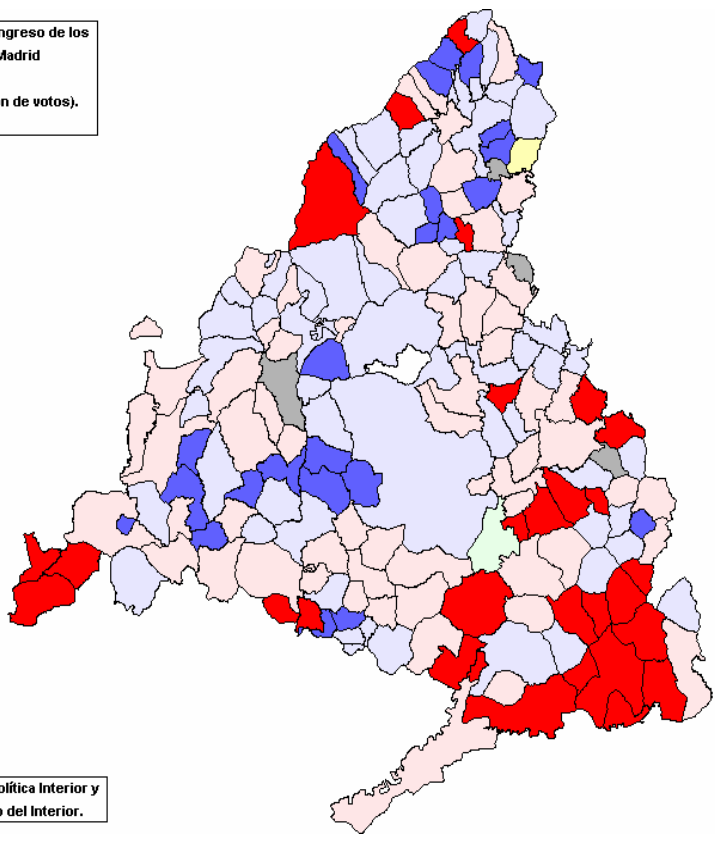 ngreso de los
Madrid
n de votos).
olítica Interior y
o del Interior.